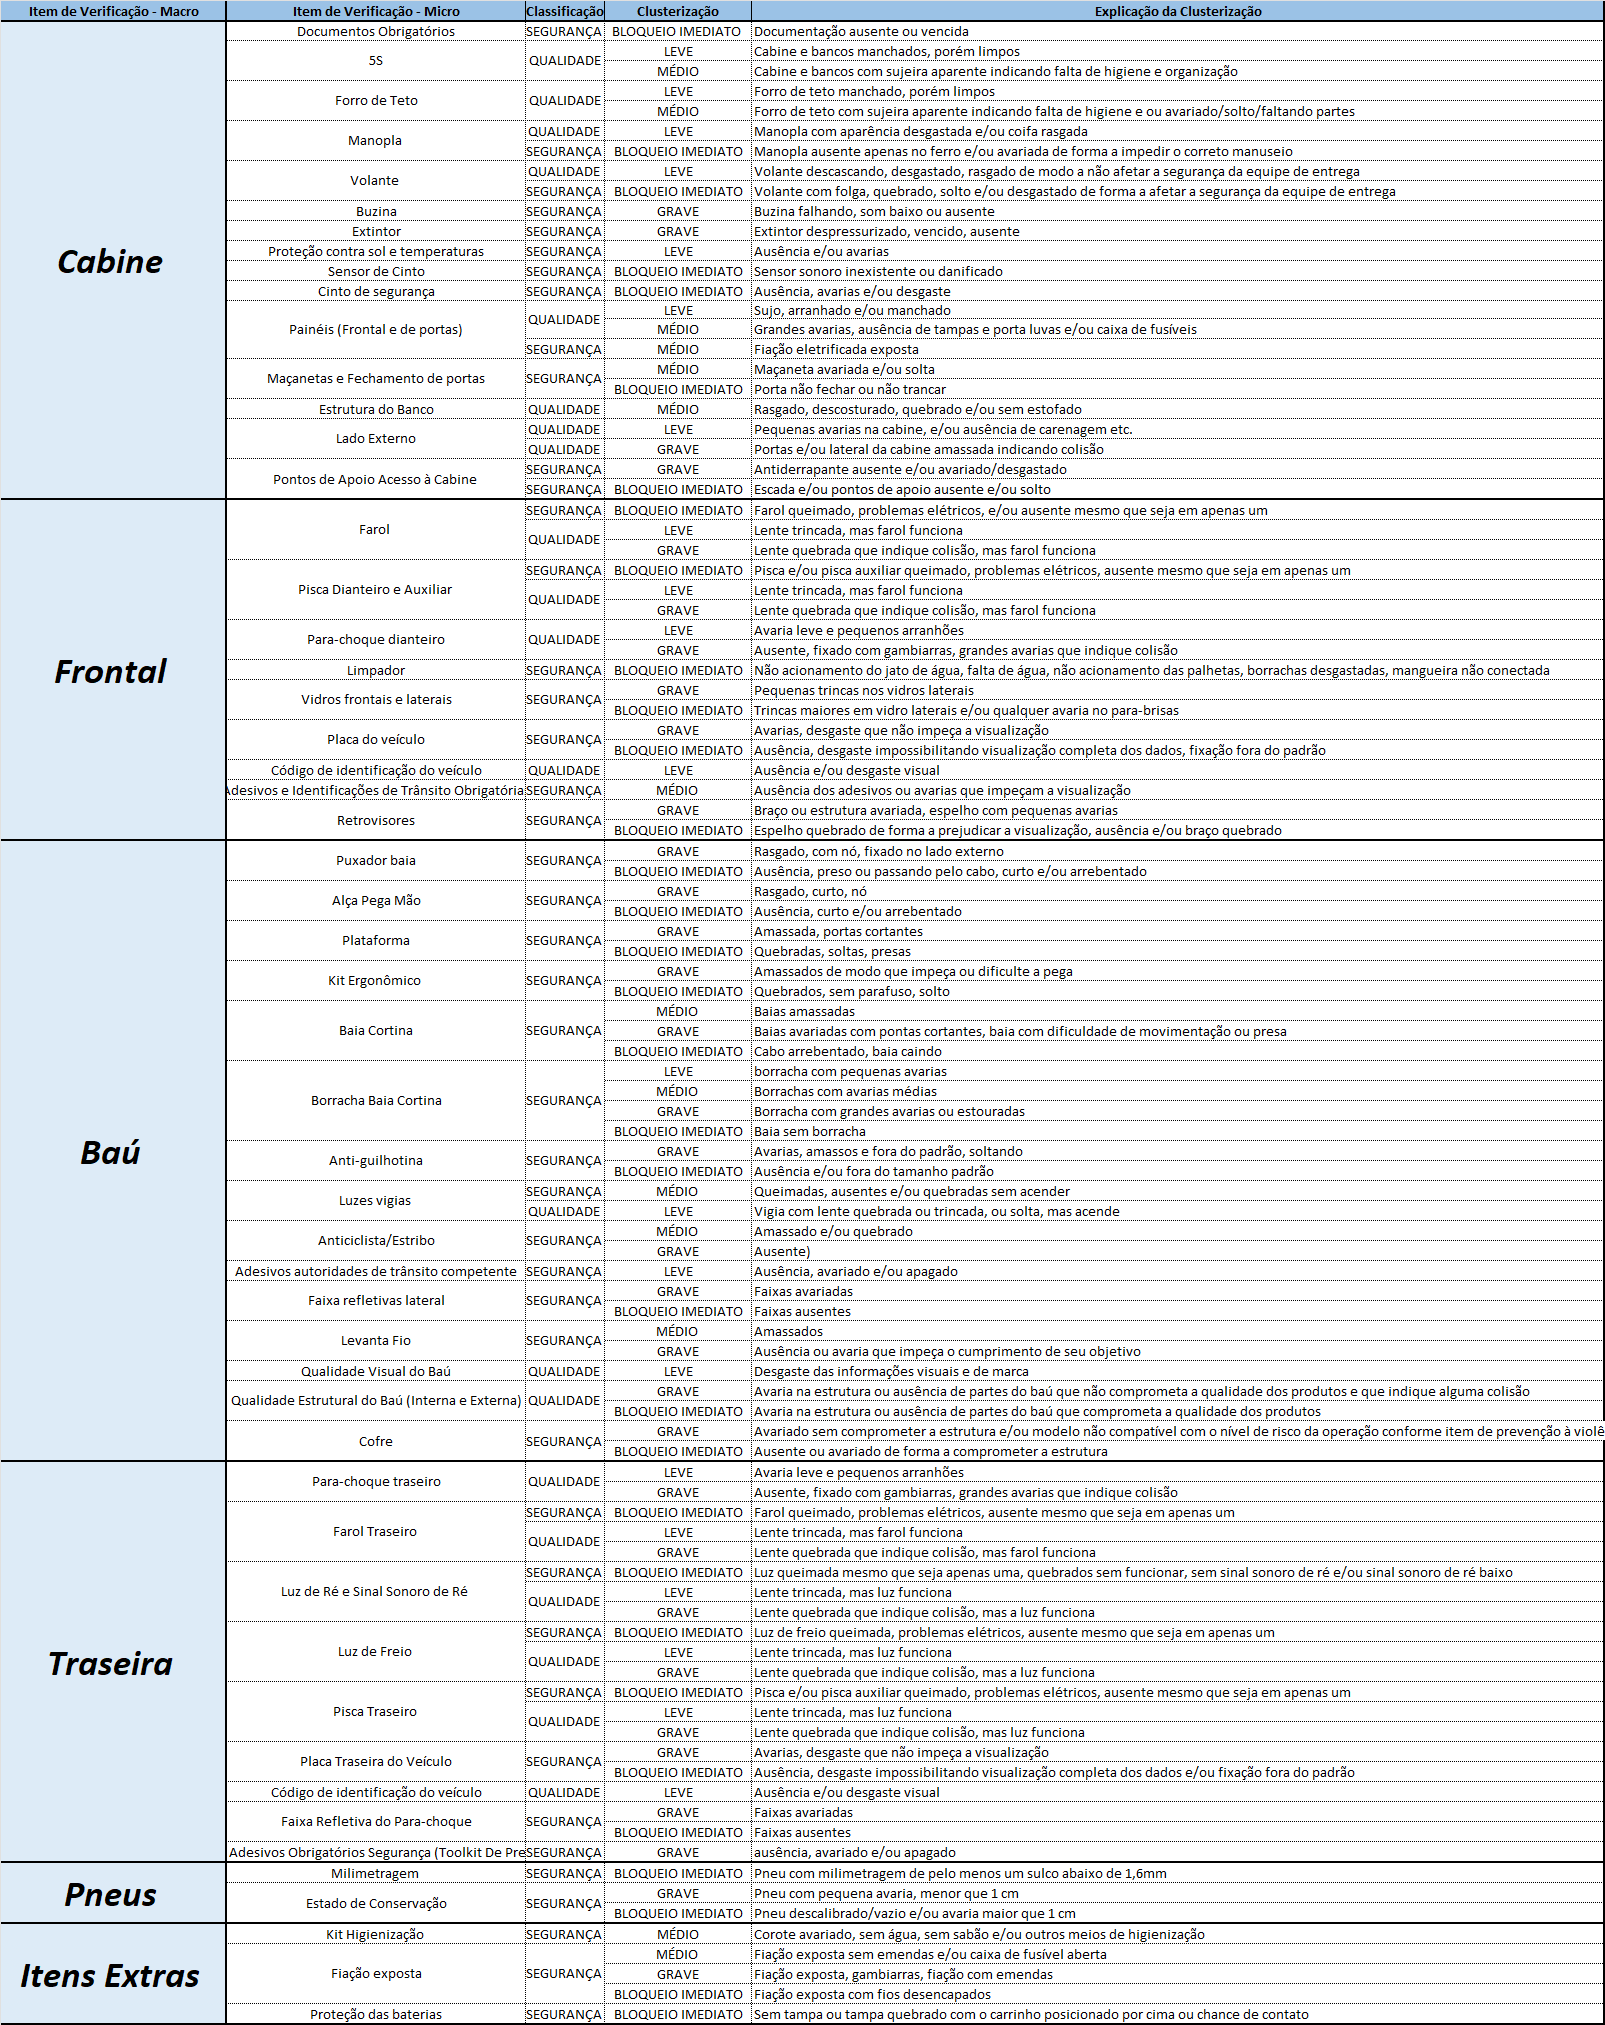 Item de Verificação - Macro Item de Verificação - Micro Classificação Clusterização Explicação da Clusterização
Cabine
Documentos Obrigatórios SEGURANÇA BLOQUEIO IMEDIATO Documentação ausente ou vencida
5S QUALIDADE LEVE Cabine e bancos manchados, porém limpos
MÉDIO Cabine e bancos com sujeira aparente indicando falta de higiene e organização
Forro de Teto QUALIDADE LEVE Forro de teto manchado, porém limpos
MÉDIO Forro de teto com sujeira aparente indicando falta de higiene e ou avariado/solto/faltando partes
Manopla QUALIDADE LEVE Manopla com aparência desgastada e/ou coifa rasgada
SEGURANÇA BLOQUEIO IMEDIATO Manopla ausente apenas no ferro e/ou avariada de forma a impedir o correto manuseio
Volante QUALIDADE LEVE Volante descascando, desgastado, rasgado de modo a não afetar a segurança da equipe de entrega
SEGURANÇA BLOQUEIO IMEDIATO Volante com folga, quebrado, solto e/ou desgastado de forma a afetar a segurança da equipe de entrega
Buzina SEGURANÇA GRAVE Buzina falhando, som baixo ou ausente
Extintor SEGURANÇA GRAVE Extintor despressurizado, vencido, ausente
Proteção contra sol e temperaturas SEGURANÇA LEVE Ausência e/ou avarias
Sensor de Cinto SEGURANÇA BLOQUEIO IMEDIATO Sensor sonoro inexistente ou danificado
Cinto de segurança SEGURANÇA BLOQUEIO IMEDIATO Ausência, avarias e/ou desgaste
Painéis (Frontal e de portas) QUALIDADE LEVE Sujo, arranhado e/ou manchado
MÉDIO Grandes avarias, ausência de tampas e porta luvas e/ou caixa de fusíveis
SEGURANÇA MÉDIO Fiação eletrificada exposta
Maçanetas e Fechamento de portas SEGURANÇA MÉDIO Maçaneta avariada e/ou solta
BLOQUEIO IMEDIATO Porta não fechar ou não trancar
Estrutura do Banco QUALIDADE MÉDIO Rasgado, descosturado, quebrado e/ou sem estofado
Lado Externo QUALIDADE LEVE Pequenas avarias na cabine, e/ou ausência de carenagem etc.
QUALIDADE GRAVE Portas e/ou lateral da cabine amassada indicando colisão
Pontos de Apoio Acesso à Cabine SEGURANÇA GRAVE Antiderrapante ausente e/ou avariado/desgastado
SEGURANÇA BLOQUEIO IMEDIATO Escada e/ou pontos de apoio ausente e/ou solto
Frontal
Farol SEGURANÇA BLOQUEIO IMEDIATO Farol queimado, problemas elétricos, e/ou ausente mesmo que seja em apenas um
QUALIDADE LEVE Lente trincada, mas farol funciona
GRAVE Lente quebrada que indique colisão, mas farol funciona
Pisca Dianteiro e Auxiliar SEGURANÇA BLOQUEIO IMEDIATO Pisca e/ou pisca auxiliar queimado, problemas elétricos, ausente mesmo que seja em apenas um
QUALIDADE LEVE Lente trincada, mas farol funciona
GRAVE Lente quebrada que indique colisão, mas farol funciona
Para-choque dianteiro QUALIDADE LEVE Avaria leve e pequenos arranhões
GRAVE Ausente, fixado com gambiarras, grandes avarias que indique colisão
Limpador SEGURANÇA BLOQUEIO IMEDIATO Não acionamento do jato de água, falta de água, não acionamento das palhetas, borrachas desgastadas, mangueira não conectada
Vidros frontais e laterais SEGURANÇA GRAVE Pequenas trincas nos vidros laterais
BLOQUEIO IMEDIATO Trincas maiores em vidro laterais e/ou qualquer avaria no para-brisas
Placa do veículo SEGURANÇA GRAVE Avarias, desgaste que não impeça a visualização
BLOQUEIO IMEDIATO Ausência, desgaste impossibilitando visualização completa dos dados, fixação fora do padrão
Código de identificação do veículo QUALIDADE LEVE Ausência e/ou desgaste visual
Adesivos e Identificações de Trânsito Obrigatória SEGURANÇA MÉDIO Ausência dos adesivos ou avarias que impeçam a visualização
Retrovisores SEGURANÇA GRAVE Braço ou estrutura avariada, espelho com pequenas avarias
BLOQUEIO IMEDIATO Espelho quebrado de forma a prejudicar a visualização, ausência e/ou braço quebrado
Baú
Puxador baia SEGURANÇA GRAVE Rasgado, com nó, fixado no lado externo
BLOQUEIO IMEDIATO Ausência, preso ou passando pelo cabo, curto e/ou arrebentado
Alça Pega Mão SEGURANÇA GRAVE Rasgado, curto, nó
BLOQUEIO IMEDIATO Ausência, curto e/ou arrebentado
Plataforma SEGURANÇA GRAVE Amassada, portas cortantes
BLOQUEIO IMEDIATO Quebradas, soltas, presas
Kit Ergonômico SEGURANÇA GRAVE Amassados de modo que impeça ou dificulte a pega
BLOQUEIO IMEDIATO Quebrados, sem parafuso, solto
Baia Cortina SEGURANÇA MÉDIO Baias amassadas
GRAVE Baias avariadas com pontas cortantes, baia com dificuldade de movimentação ou presa
BLOQUEIO IMEDIATO Cabo arrebentado, baia caindo
Borracha Baia Cortina SEGURANÇA LEVE borracha com pequenas avarias
MÉDIO Borrachas com avarias médias
GRAVE Borracha com grandes avarias ou estouradas
BLOQUEIO IMEDIATO Baia sem borracha
Anti-guilhotina SEGURANÇA GRAVE Avarias, amassos e fora do padrão, soltando
BLOQUEIO IMEDIATO Ausência e/ou fora do tamanho padrão
Luzes vigias SEGURANÇA MÉDIO Queimadas, ausentes e/ou quebradas sem acender
QUALIDADE LEVE Vigia com lente quebrada ou trincada, ou solta, mas acende
Anticiclista/Estribo SEGURANÇA MÉDIO Amassado e/ou quebrado
GRAVE Ausente)
Adesivos autoridades de trânsito competente SEGURANÇA LEVE Ausência, avariado e/ou apagado
Faixa refletivas lateral SEGURANÇA GRAVE Faixas avariadas
BLOQUEIO IMEDIATO Faixas ausentes
Levanta Fio SEGURANÇA MÉDIO Amassados
GRAVE Ausência ou avaria que impeça o cumprimento de seu objetivo
Qualidade Visual do Baú QUALIDADE LEVE Desgaste das informações visuais e de marca
Qualidade Estrutural do Baú (Interna e Externa) QUALIDADE GRAVE Avaria na estrutura ou ausência de partes do baú que não comprometa a qualidade dos produtos e que indique alguma colisão
BLOQUEIO IMEDIATO Avaria na estrutura ou ausência de partes do baú que comprometa a qualidade dos produtos
Cofre SEGURANÇA GRAVE Avariado sem comprometer a estrutura e/ou modelo não compatível com o nível de risco da operação conforme item de prevenção à violê
BLOQUEIO IMEDIATO Ausente ou avariado de forma a comprometer a estrutura
Traseira
Para-choque traseiro QUALIDADE LEVE Avaria leve e pequenos arranhões
GRAVE Ausente, fixado com gambiarras, grandes avarias que indique colisão
Farol Traseiro SEGURANÇA BLOQUEIO IMEDIATO Farol queimado, problemas elétricos, ausente mesmo que seja em apenas um
QUALIDADE LEVE Lente trincada, mas farol funciona
GRAVE Lente quebrada que indique colisão, mas farol funciona
Luz de Ré e Sinal Sonoro de Ré SEGURANÇA BLOQUEIO IMEDIATO Luz queimada mesmo que seja apenas uma, quebrados sem funcionar, sem sinal sonoro de ré e/ou sinal sonoro de ré baixo
QUALIDADE LEVE Lente trincada, mas luz funciona
GRAVE Lente quebrada que indique colisão, mas a luz funciona
Luz de Freio SEGURANÇA BLOQUEIO IMEDIATO Luz de freio queimada, problemas elétricos, ausente mesmo que seja em apenas um
QUALIDADE LEVE Lente trincada, mas luz funciona
GRAVE Lente quebrada que indique colisão, mas a luz funciona
Pisca Traseiro SEGURANÇA BLOQUEIO IMEDIATO Pisca e/ou pisca auxiliar queimado, problemas elétricos, ausente mesmo que seja em apenas um
QUALIDADE LEVE Lente trincada, mas luz funciona
GRAVE Lente quebrada que indique colisão, mas luz funciona
Placa Traseira do Veículo SEGURANÇA GRAVE Avarias, desgaste que não impeça a visualização
BLOQUEIO IMEDIATO Ausência, desgaste impossibilitando visualização completa dos dados e/ou fixação fora do padrão
Código de identificação do veículo QUALIDADE LEVE Ausência e/ou desgaste visual
Faixa Refletiva do Para-choque SEGURANÇA GRAVE Faixas avariadas
BLOQUEIO IMEDIATO Faixas ausentes
Adesivos Obrigatórios Segurança (Toolkit De Pre SEGURANÇA GRAVE ausência, avariado e/ou apagado
Pneus
Milimetragem SEGURANÇA BLOQUEIO IMEDIATO Pneu com milimetragem de pelo menos um sulco abaixo de 1,6mm
Estado de Conservação SEGURANÇA GRAVE Pneu com pequena avaria, menor que 1 cm
BLOQUEIO IMEDIATO Pneu descalibrado/vazio e/ou avaria maior que 1 cm
Itens Extras
Kit Higienização SEGURANÇA MÉDIO Corote avariado, sem água, sem sabão e/ou outros meios de higienização
Fiação exposta SEGURANÇA MÉDIO Fiação exposta sem emendas e/ou caixa de fusível aberta
GRAVE Fiação exposta, gambiarras, fiação com emendas
BLOQUEIO IMEDIATO Fiação exposta com fios desencapados
Proteção das baterias SEGURANÇA BLOQUEIO IMEDIATO Sem tampa ou tampa quebrado com o carrinho posicionado por cima ou chance de contato